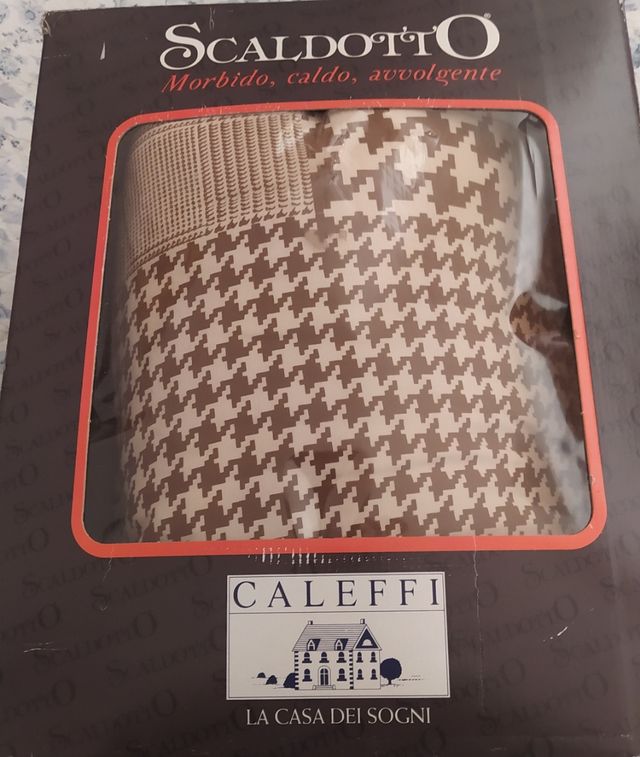 SCALDOTTO®
Morbido, caldo, avvolgente
CALEFFI
LA CASA DEI SOGNI